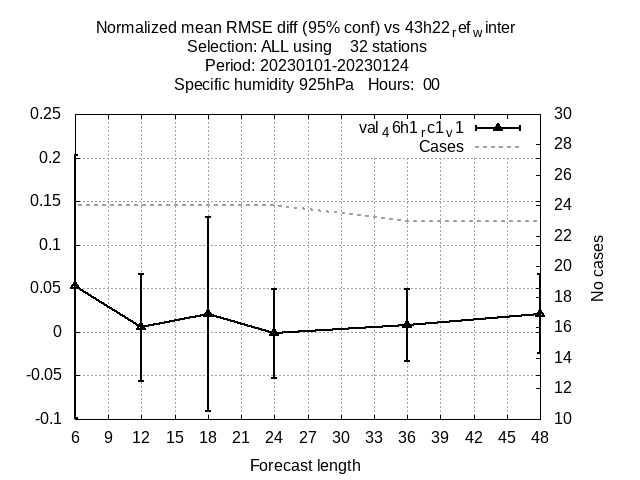 Normalized mean RMSE diff (95% conf) vs 43h22refwinter
Selection: ALL using 32 stations
Period: 20230101-20230124
Specific humidity 925hPa Hours: 00
val46h1rc1v1
Cases
0.25
0.2
0.15
0.1
0.05
0
-0.05
-0.1
30
28
26
24
22
20
18
16
14
12
10
No cases
6 9 12 15 18 21 24 27 30 33 36 39 42 45 48
Forecast length